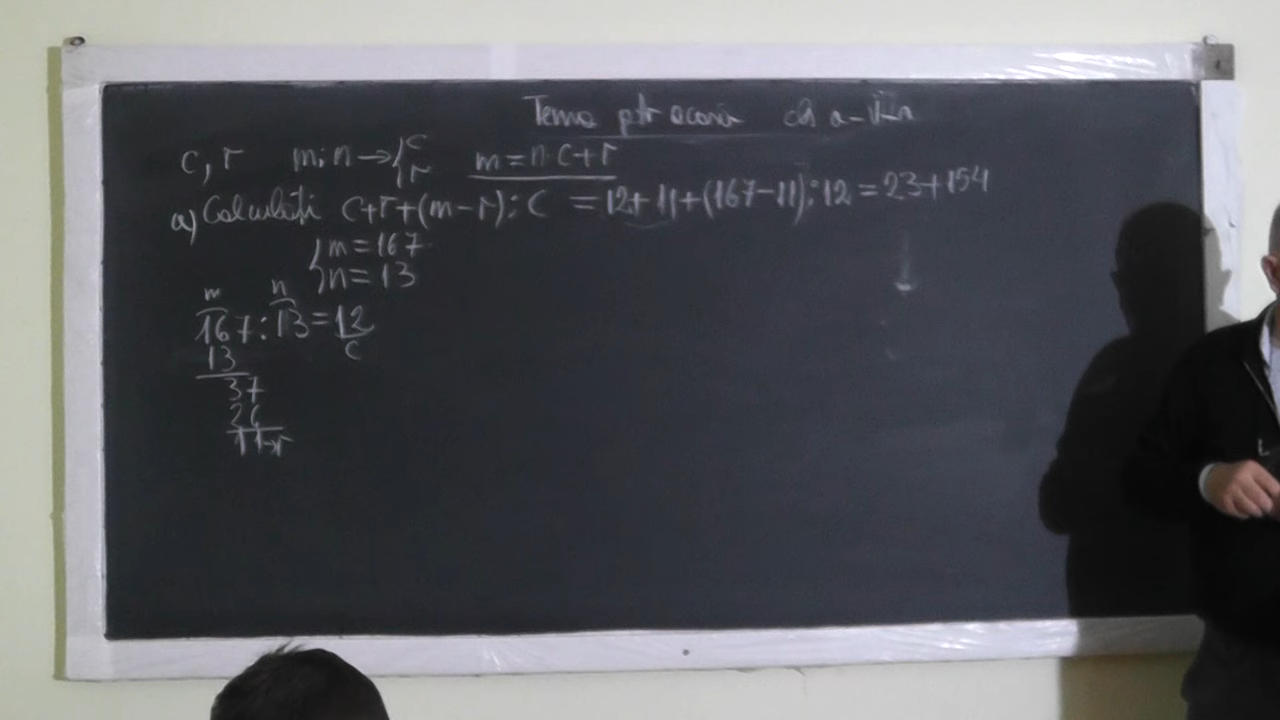 Tema ptr acasă cls a-VI-a
c, r m:n→{c r m=n·c+r
a) Calculați c+r+(m-r):c =12+11+(167-11):12=23+154
{m=167
n=13
m n
167:13=12
13 c
37
26
11-r